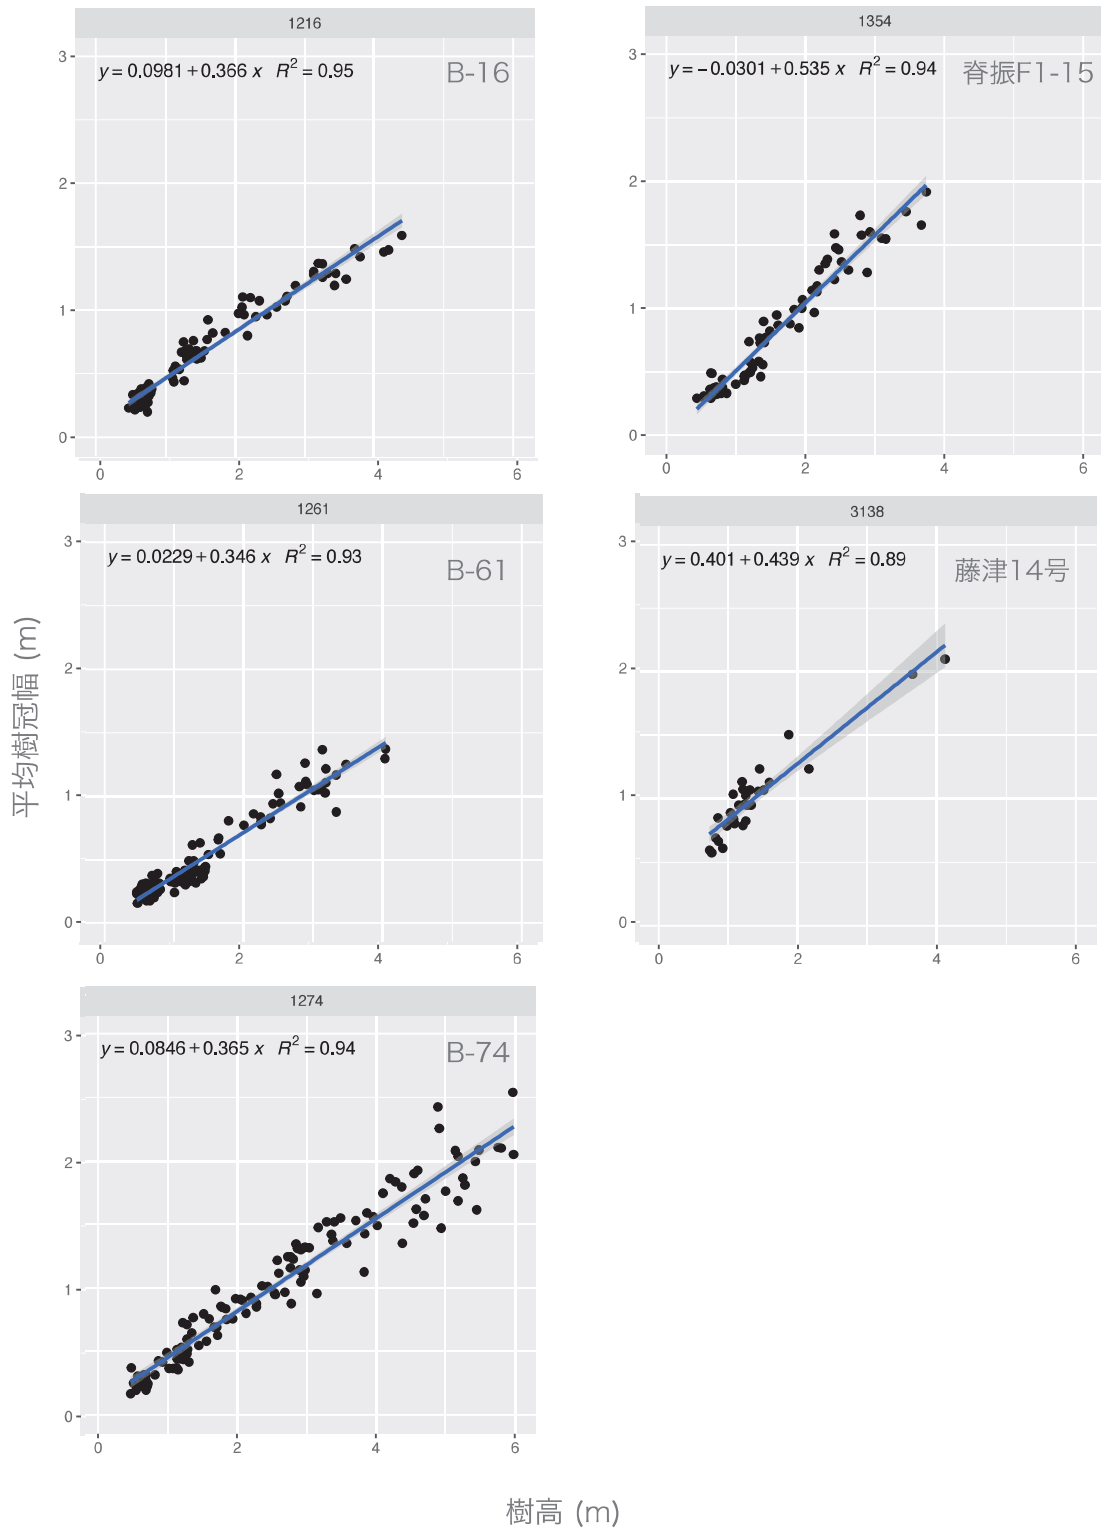 1216
y = 0.0981 + 0.366 x R² = 0.95
B-16
3
2
1
0
0 2 4 6
1354
y = −0.0301 + 0.535 x R² = 0.94
脊振F1-15
3
2
1
0
0 2 4 6
1261
y = 0.0229 + 0.346 x R² = 0.93
B-61
3
2
1
0
0 2 4 6
3138
y = 0.401 + 0.439 x R² = 0.89
藤津14号
3
2
1
0
0 2 4 6
1274
y = 0.0846 + 0.365 x R² = 0.94
B-74
3
2
1
0
0 2 4 6
平均樹冠幅 (m)
樹高 (m)